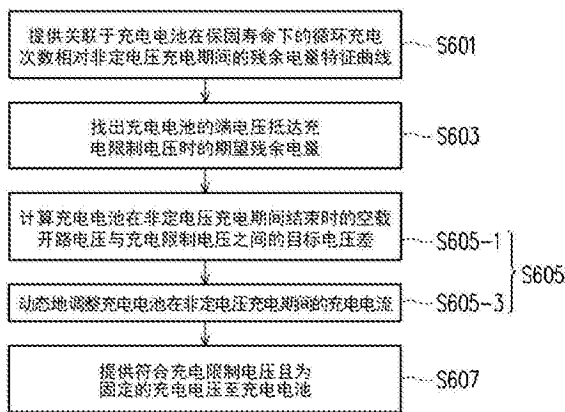 提供关联于充电电池在保固寿命下的循环充电
次数相对非定电压充电期间的残余电量特征曲线
S601
找出充电电池的端电压抵达充
电限制电压时的期望残余电量
S603
计算充电电池在非定电压充电期间结束时的空载
开路电压与充电限制电压之间的目标电压差
S605-1
S605
动态地调整充电电池在非定电压充电期间的充电电流
S605-3
提供符合充电限制电压且为
固定的充电电压至充电电池
S607